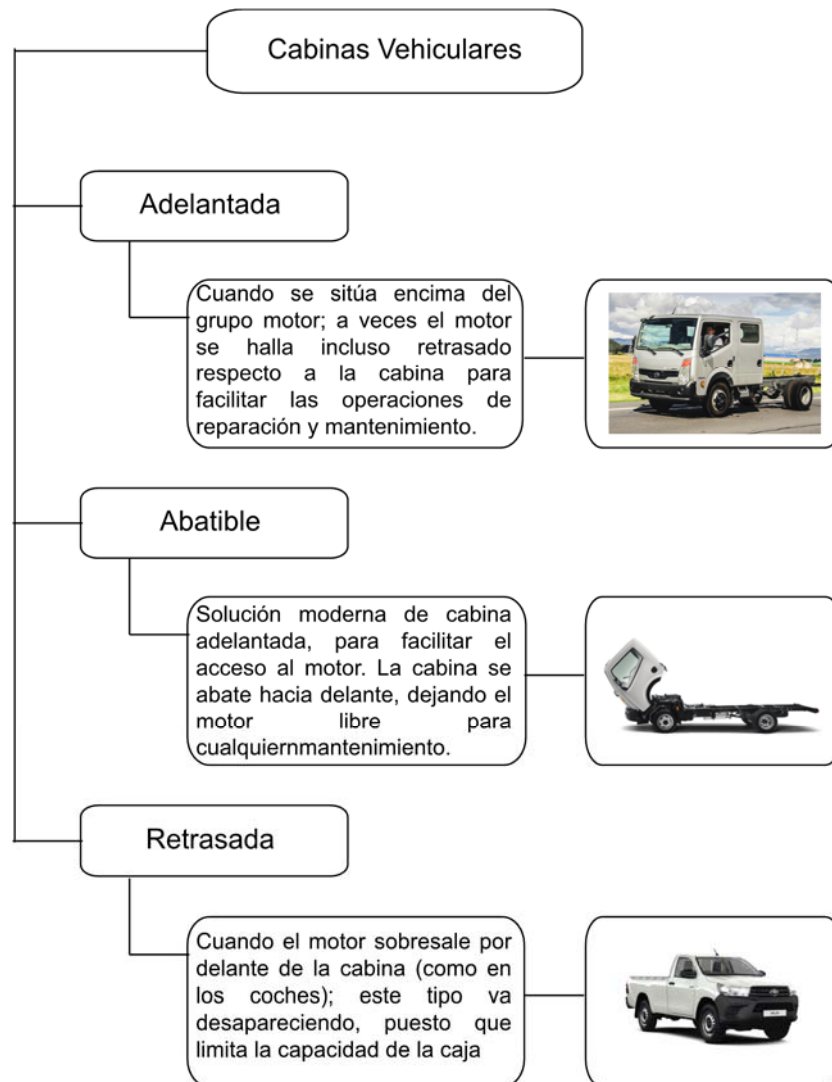 Cabinas Vehiculares
Adelantada
Cuando se sitúa encima del
grupo motor; a veces el motor
se halla incluso retrasado
respecto a la cabina para
facilitar las operaciones de
reparación y mantenimiento.
Abatible
Solución moderna de cabina
adelantada, para facilitar el
acceso al motor. La cabina se
abate hacia delante, dejando el
motor libre para
cualquiernmantenimiento.
Retrasada
Cuando el motor sobresale por
delante de la cabina (como en
los coches); este tipo va
desapareciendo, puesto que
limita la capacidad de la caja